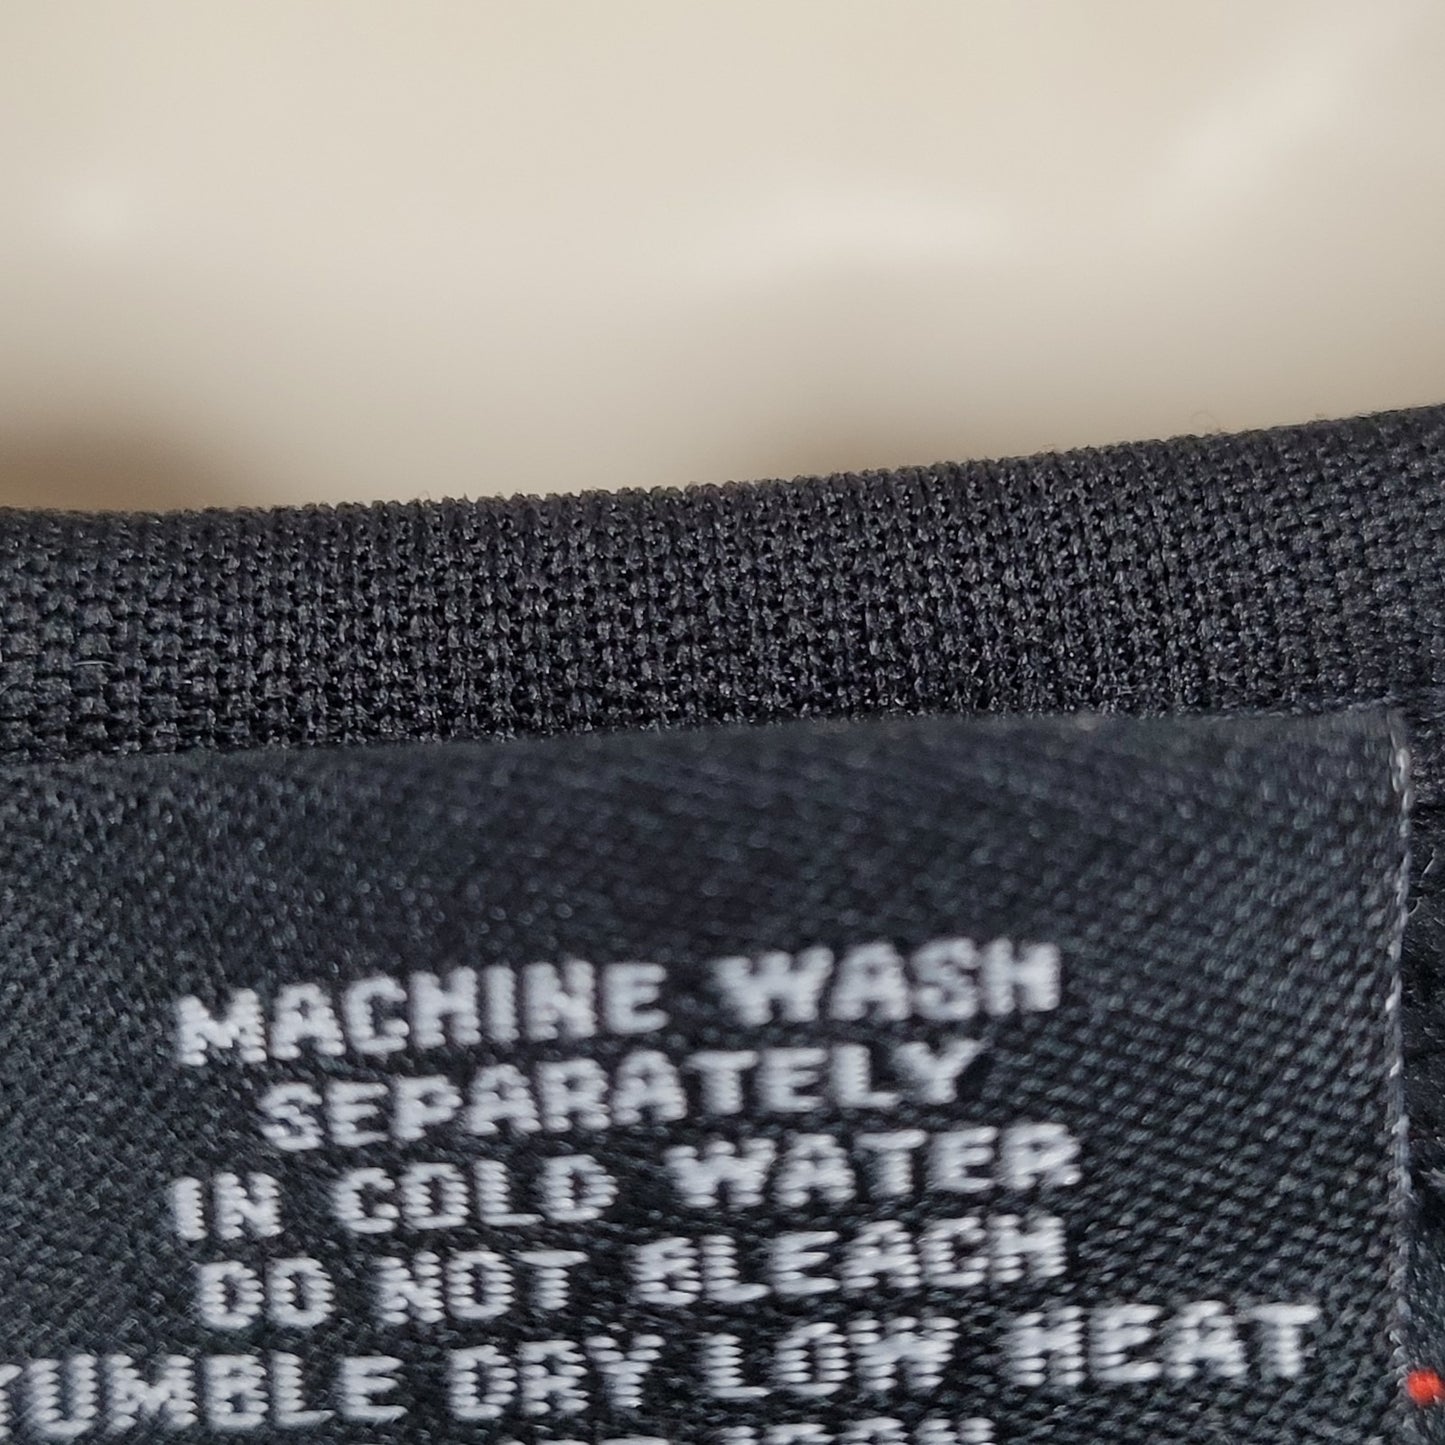 MACHINE WASH
SEPARATELY
IN COLD WATER
DO NOT BLEACH
TUMBLE DRY LOW HEAT